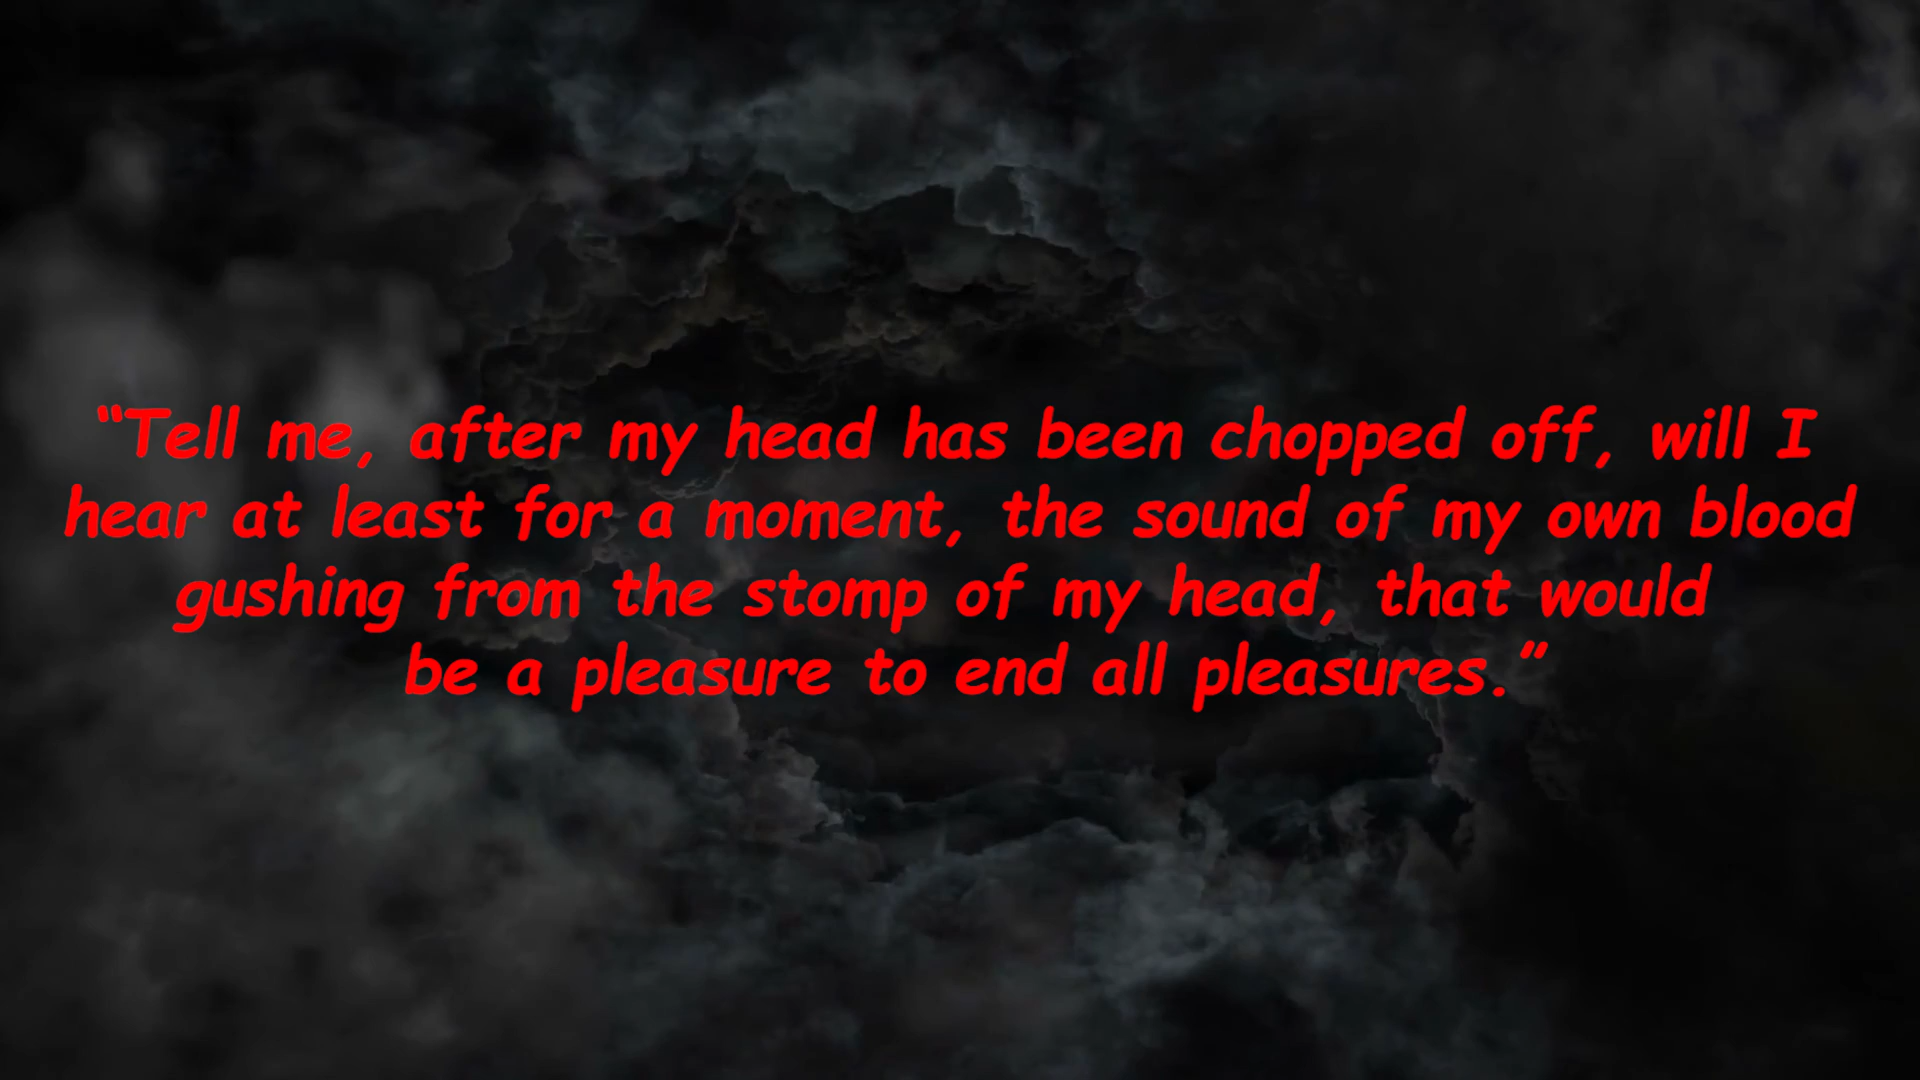 “Tell me, after my head has been chopped off, will I
hear at least for a moment, the sound of my own blood
gushing from the stomp of my head, that would
be a pleasure to end all pleasures.”